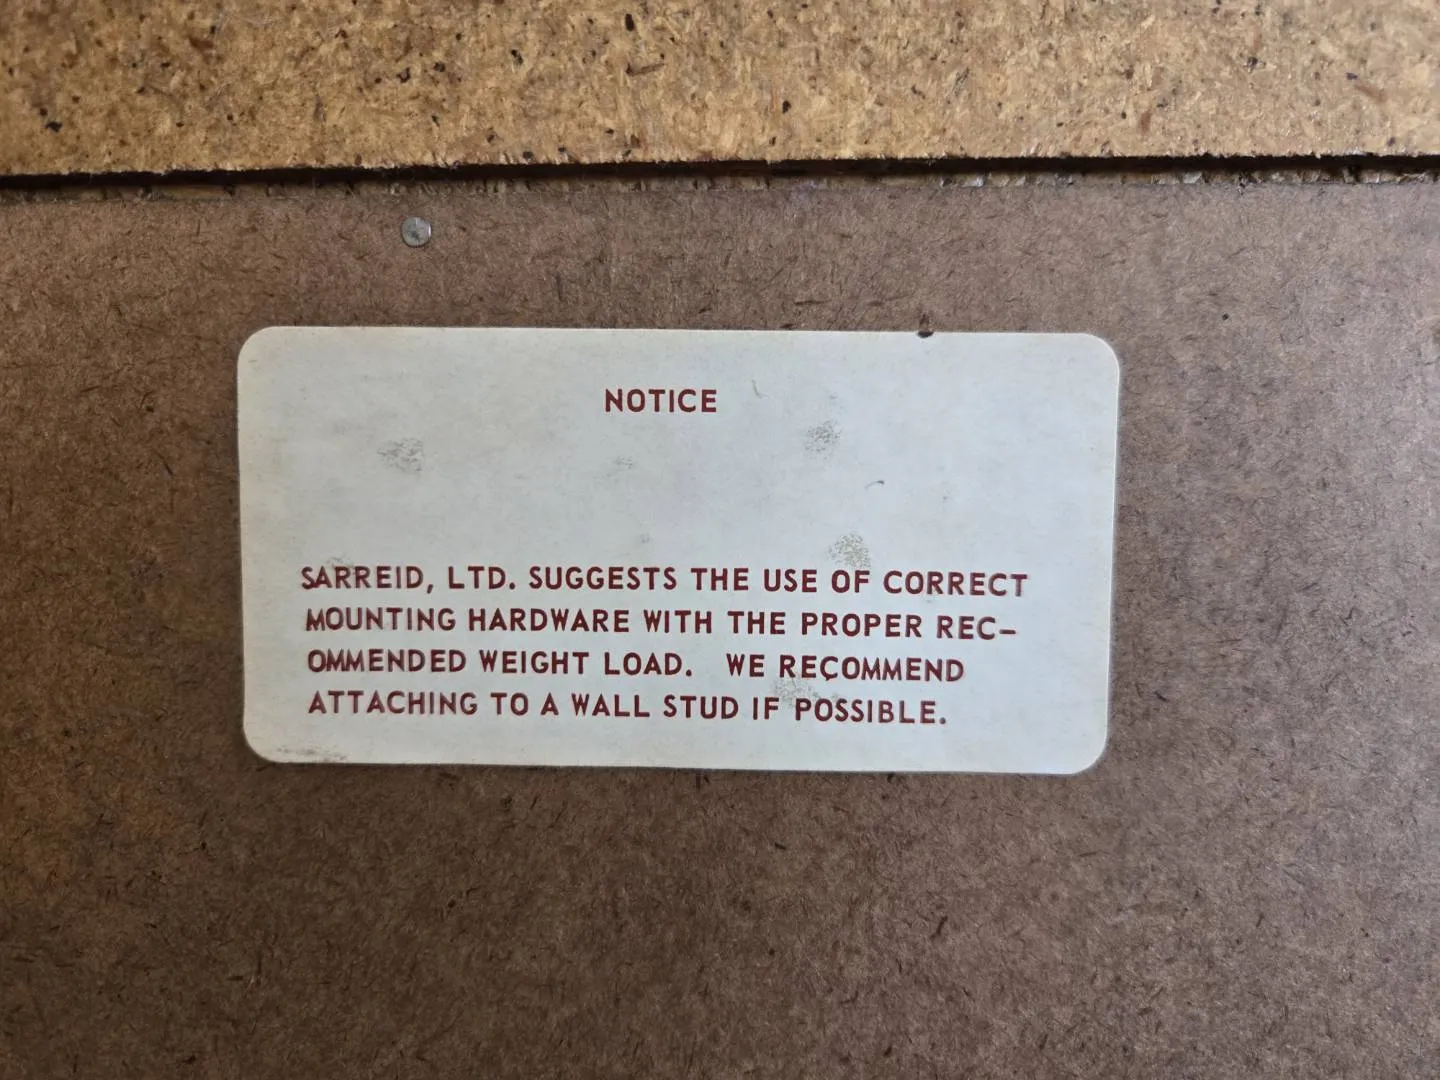 NOTICE
SARREID, LTD. SUGGESTS THE USE OF CORRECT
MOUNTING HARDWARE WITH THE PROPER REC-
OMMENDED WEIGHT LOAD. WE RECOMMEND
ATTACHING TO A WALL STUD IF POSSIBLE.